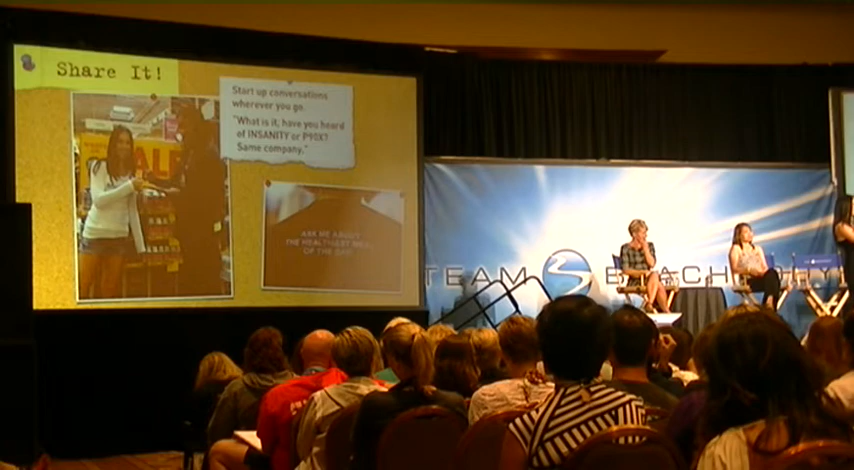 Share It!
Start up conversations
wherever you go.
"What is it, have you heard
of INSANITY or P90X?
Same company."
ASK ME ABOUT
THE HEALTHIEST MEAL
OF THE DAY!
TEAM BEACHBODY